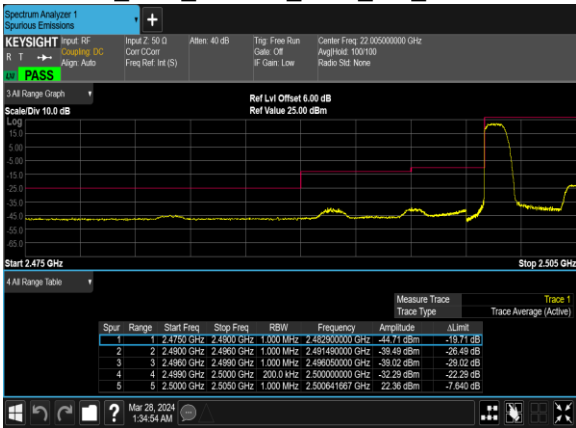 Spectrum Analyzer 1
Spurious Emissions
+
KEYSIGHT Input: RF Input Z: 50 Ω Atten: 40 dB Trig: Free Run Center Freq: 22.005000000 GHz
R T Coupling: DC Corr CCorr Gate: Off Avg|Hold: 100/100
Align: Auto Freq Ref: Int (S) IF Gain: Low Radio Std: None
PASS
3 All Range Graph
Ref Lvl Offset 6.00 dB
Scale/Div 10.0 dB Ref Value 25.00 dBm
Log
15.0
5.00
-5.00
-15.0
-25.0
-35.0
-45.0
-55.0
-65.0
Start 2.475 GHz Stop 2.505 GHz
4 All Range Table
Measure Trace Trace 1
Trace Type Trace Average (Active)
Spur Range Start Freq Stop Freq RBW Frequency Amplitude ΔLimit
1 1 2.4750 GHz 2.4900 GHz 1.000 MHz 2.482900000 GHz -44.71 dBm -19.71 dB
2 2 2.4900 GHz 2.4960 GHz 1.000 MHz 2.491490000 GHz -39.49 dBm -26.49 dB
3 3 2.4960 GHz 2.4990 GHz 1.000 MHz 2.496050000 GHz -39.02 dBm -29.02 dB
4 4 2.4990 GHz 2.5000 GHz 200.0 kHz 2.500000000 GHz -32.29 dBm -22.29 dB
5 5 2.5000 GHz 2.5050 GHz 1.000 MHz 2.500641667 GHz 22.36 dBm -7.640 dB
?
Mar 28, 2024
1:34:54 AM